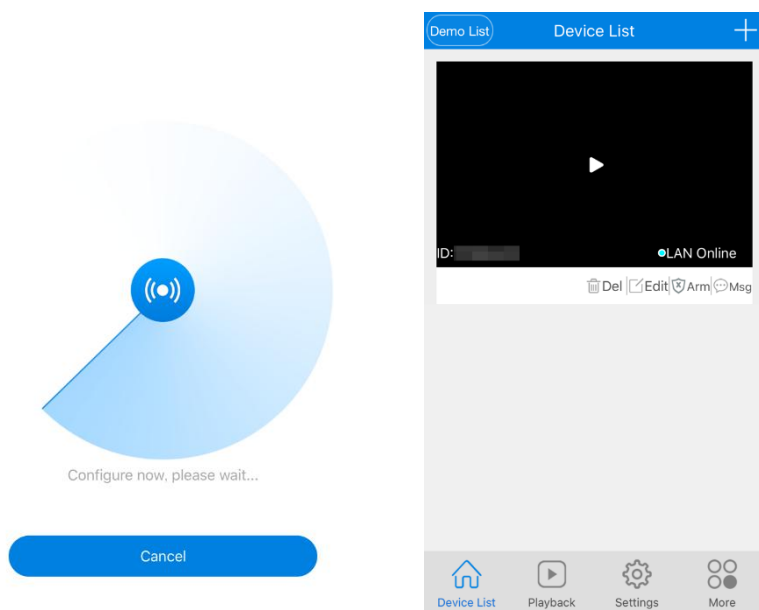 Configure now, please wait...
Cancel
Demo List
Device List
ID:
LAN Online
Del
Edit
Arm
Msg
Device List
Playback
Settings
More